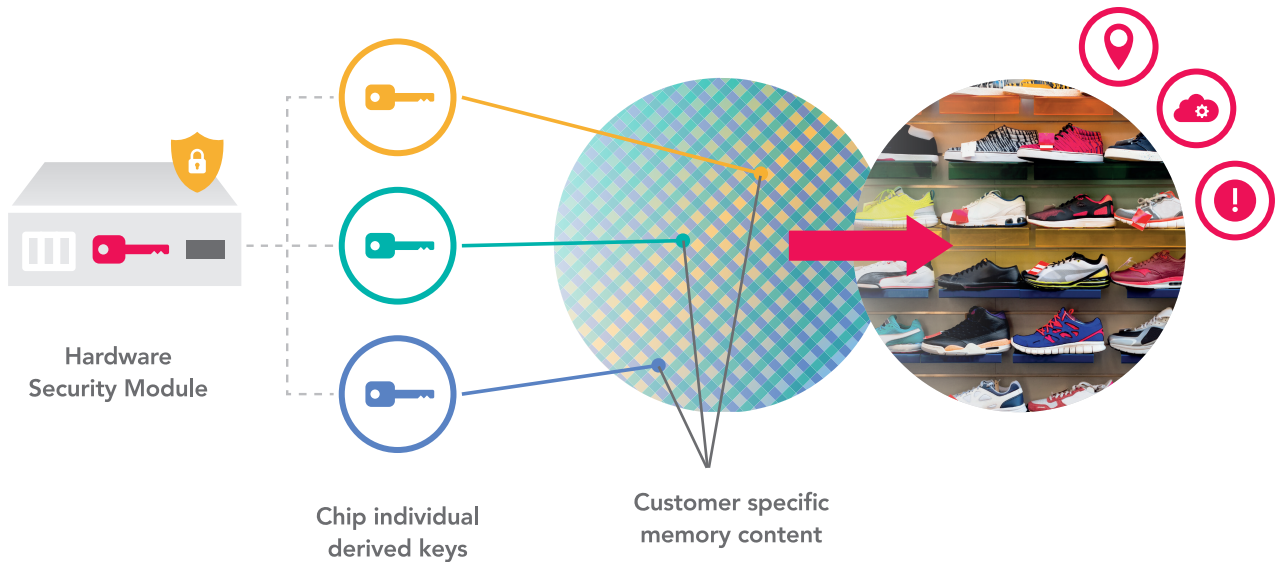 Hardware
Security Module
Chip individual
derived keys
Customer specific
memory content